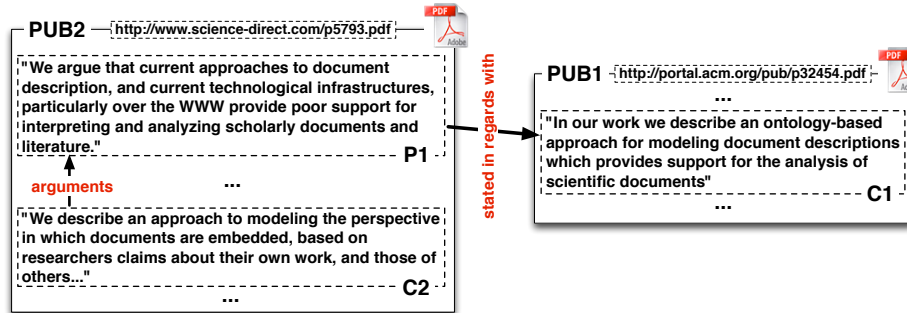 PUB2
http://www.science-direct.com/p5793.pdf
PDF
Adobe
"We argue that current approaches to document
description, and current technological infrastructures,
particularly over the WWW provide poor support for
interpreting and analyzing scholarly documents and
literature."
P1
arguments
...
"We describe an approach to modeling the perspective
in which documents are embedded, based on
researchers claims about their own work, and those of
others..."
C2
...
stated in regards with
PUB1
http://portal.acm.org/pub/p32454.pdf
PDF
...
"In our work we describe an ontology-based
approach for modeling document descriptions
which provides support for the analysis of
scientific documents"
C1
...